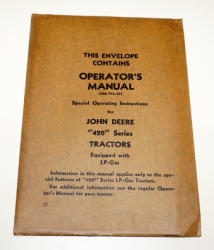 THIS ENVELOPE
CONTAINS
OPERATOR'S
MANUAL
Special Operating Instructions
for
JOHN DEERE
"420" Series
TRACTORS
Equipped with
LP-Gas
Information in this manual applies only to the spe-
cial features of "420" Series LP-Gas Tractors.
For additional information see the regular Opera-
tor's Manual for your tractor.